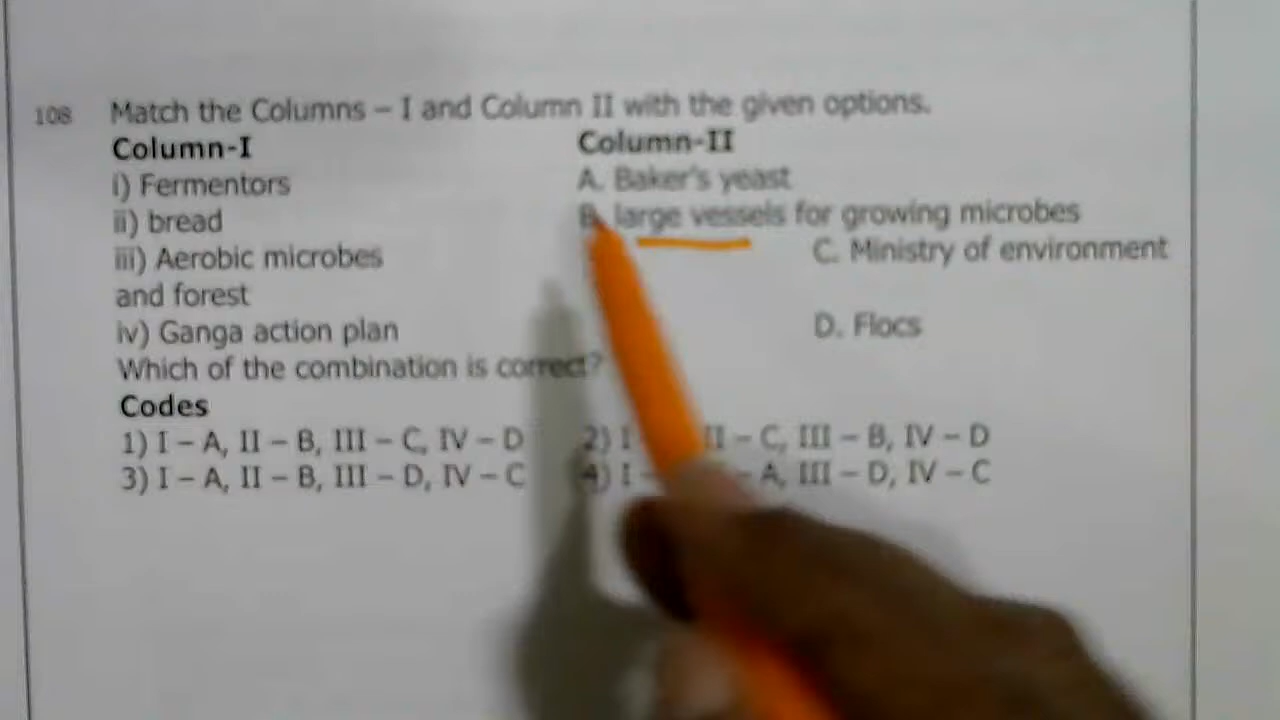 108 Match the Columns – I and Column II with the given options.
Column-I Column-II
i) Fermentors A. Baker's yeast
ii) bread B. large vessels for growing microbes
iii) Aerobic microbes C. Ministry of environment
and forest
iv) Ganga action plan D. Flocs
Which of the combination is correct?
Codes
1) I – A, II – B, III – C, IV – D 2) I II – C, III – B, IV – D
3) I – A, II – B, III – D, IV – C 4) I – – A, III – D, IV – C